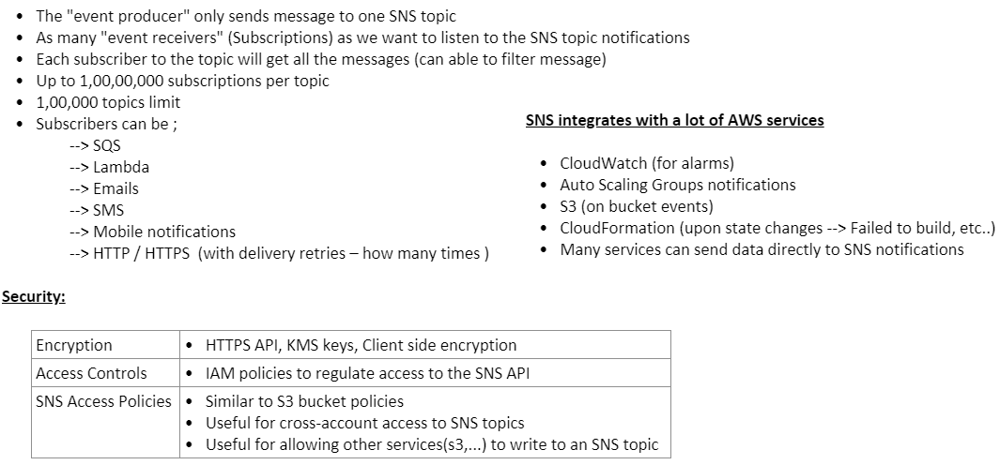 • The "event producer" only sends message to one SNS topic
• As many "event receivers" (Subscriptions) as we want to listen to the SNS topic notifications
• Each subscriber to the topic will get all the messages (can able to filter message)
• Up to 1,00,00,000 subscriptions per topic
• 1,00,000 topics limit
• Subscribers can be ;
--> SQS
--> Lambda
--> Emails
--> SMS
--> Mobile notifications
--> HTTP / HTTPS (with delivery retries – how many times )
SNS integrates with a lot of AWS services
• CloudWatch (for alarms)
• Auto Scaling Groups notifications
• S3 (on bucket events)
• CloudFormation (upon state changes --> Failed to build, etc..)
• Many services can send data directly to SNS notifications
Security:
Encryption • HTTPS API, KMS keys, Client side encryption
Access Controls • IAM policies to regulate access to the SNS API
SNS Access Policies • Similar to S3 bucket policies
• Useful for cross-account access to SNS topics
• Useful for allowing other services(s3,...) to write to an SNS topic